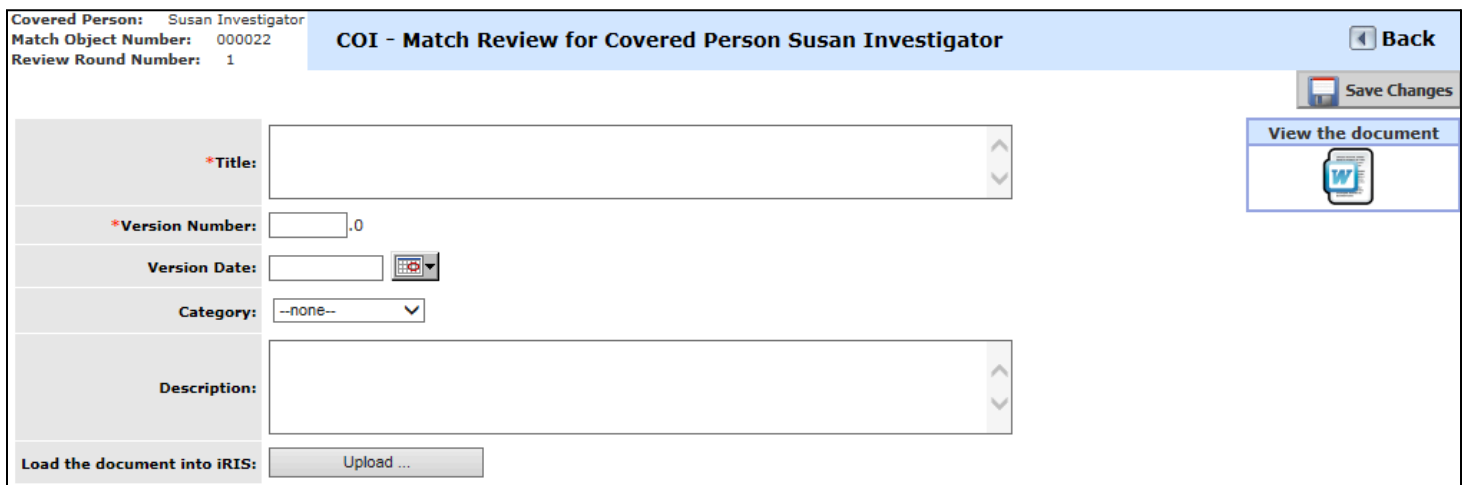 Covered Person: Susan Investigator
Match Object Number: 000022
Review Round Number: 1
COI - Match Review for Covered Person Susan Investigator
Back
Save Changes
View the document
W
*Title:
*Version Number: .0
Version Date:
Category: --none--
Description:
Load the document into iRIS: Upload ...